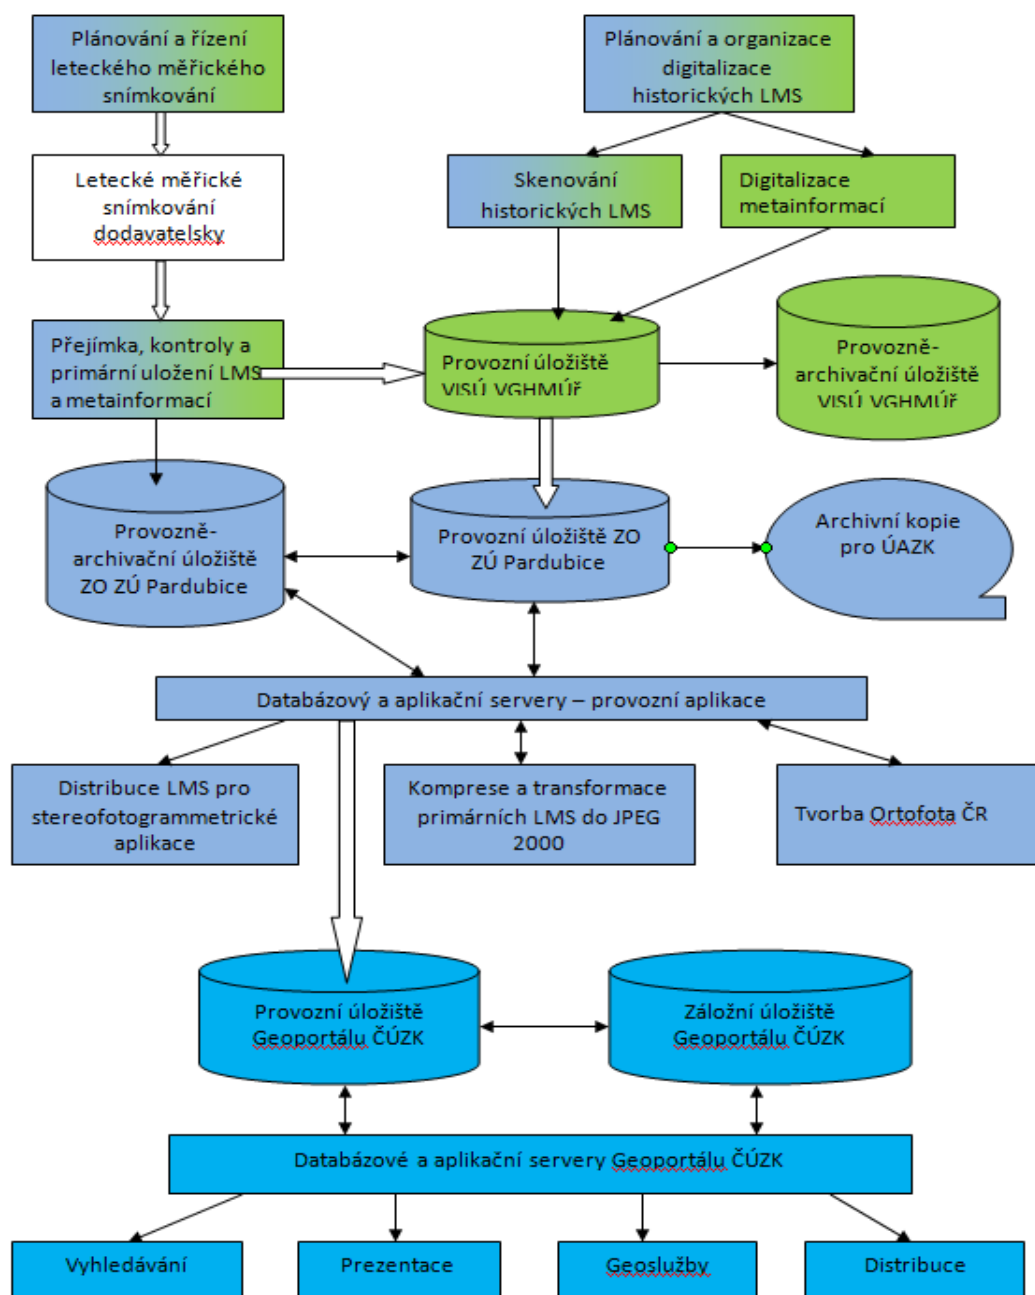 Plánování a řízení
leteckého měřického
snímkování
Plánování a organizace
digitalizace
historických LMS
Letecké měřické
snímkování
dodavatelsky
Skenování
historických LMS
Digitalizace
metainformací
Přejímka, kontroly a
primární uložení LMS
a metainformací
Provozní úložiště
VISÚ VGHMÚř
Provozně-
archivační úložiště
VISÚ VGHMÚř
Provozně-
archivační úložiště
ZO ZÚ Pardubice
Provozní úložiště ZO
ZÚ Pardubice
Archivní kopie
pro ÚAZK
Databázový a aplikační servery – provozní aplikace
Distribuce LMS pro
stereofotogrammetrické
aplikace
Komprese a transformace
primárních LMS do JPEG
2000
Tvorba Ortofota ČR
Provozní úložiště
Geoportálu ČÚZK
Záložní úložiště
Geoportálu ČÚZK
Databázové a aplikační servery Geoportálu ČÚZK
Vyhledávání
Prezentace
Geoslužby
Distribuce